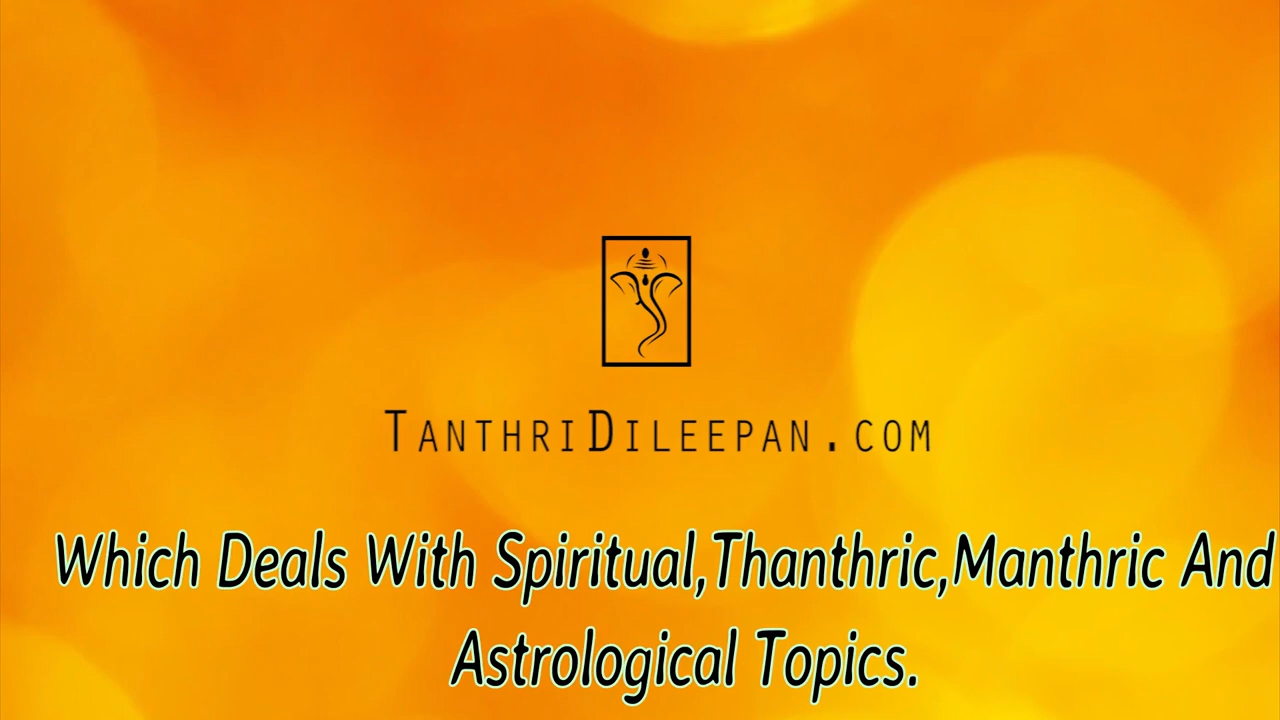 TanthriDileepan.com
Which Deals With Spiritual,Thanthric,Manthric And
Astrological Topics.